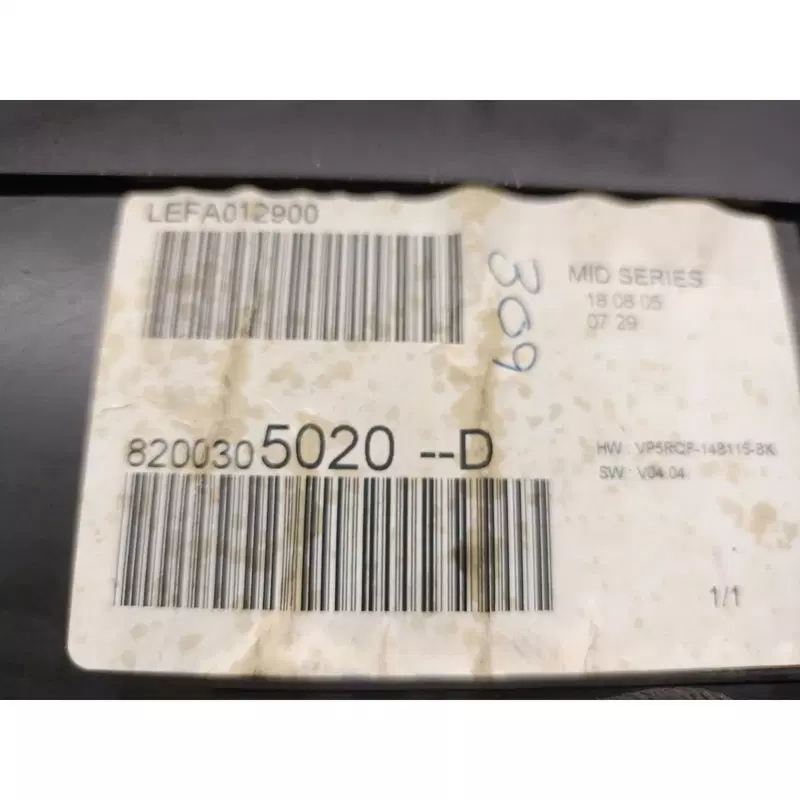 LEFA012900
309
MID SERIES
18 08 05
07 29
8200305020 --D
HW : VP5RQF-14B115-BK
SW : V04.04
1/1